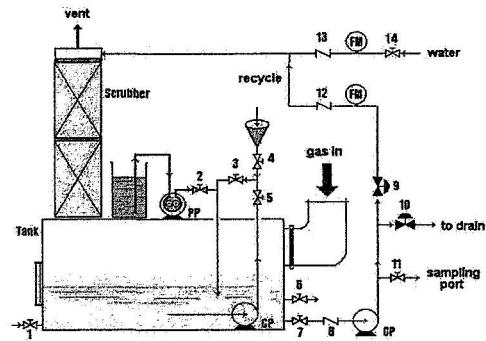 vent
13
FM
14
water
Scrubber
recycle
12
FM
4
gas in
2
3
5
9
10
PP
to drain
Tank
11
sampling
port
6
1
CP
7
8
CP